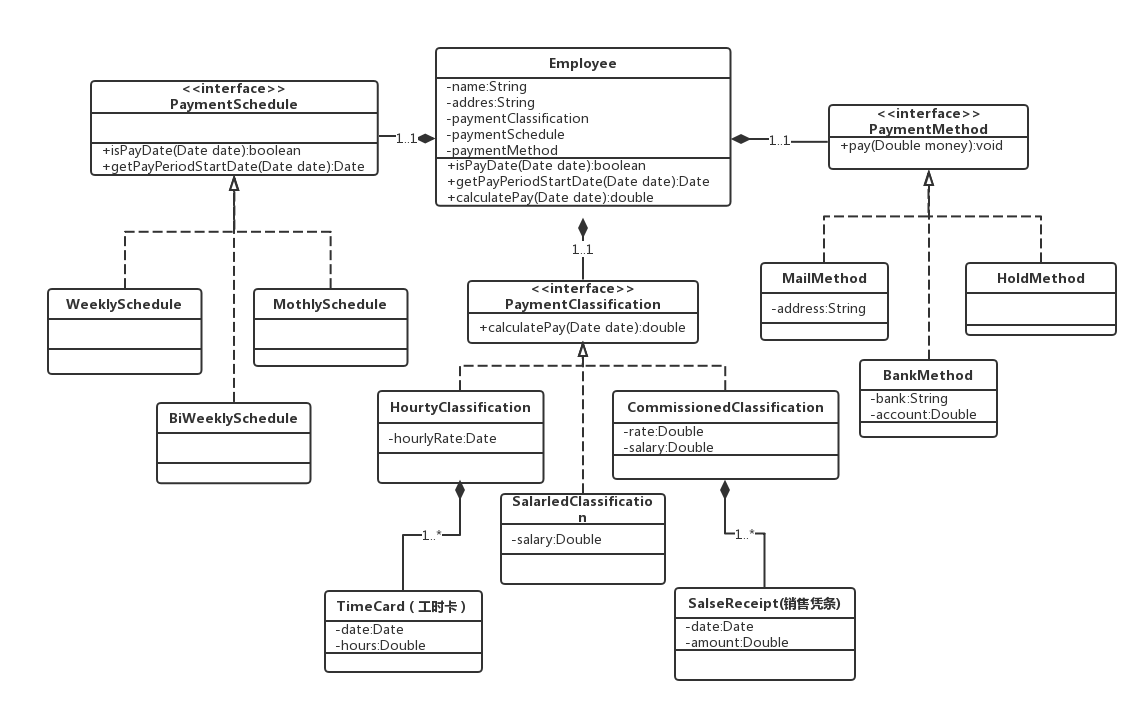 <<interface>>
PaymentSchedule
+isPayDate(Date date):boolean
+getPayPeriodStartDate(Date date):Date
1..1
Employee
-name:String
-addres:String
-paymentClassification
-paymentSchedule
-paymentMethod
+isPayDate(Date date):boolean
+getPayPeriodStartDate(Date date):Date
+calculatePay(Date date):double
1..1
<<interface>>
PaymentMethod
+pay(Double money):void
1..1
<<interface>>
PaymentClassification
+calculatePay(Date date):double
WeeklySchedule
MothlySchedule
BiWeeklySchedule
MailMethod
-address:String
HoldMethod
BankMethod
-bank:String
-account:Double
HourtyClassification
-hourlyRate:Date
CommissionedClassification
-rate:Double
-salary:Double
SalarIedClassificatio
n
-salary:Double
1..*
1..*
TimeCard（工时卡）
-date:Date
-hours:Double
SalseReceipt(销售凭条)
-date:Date
-amount:Double